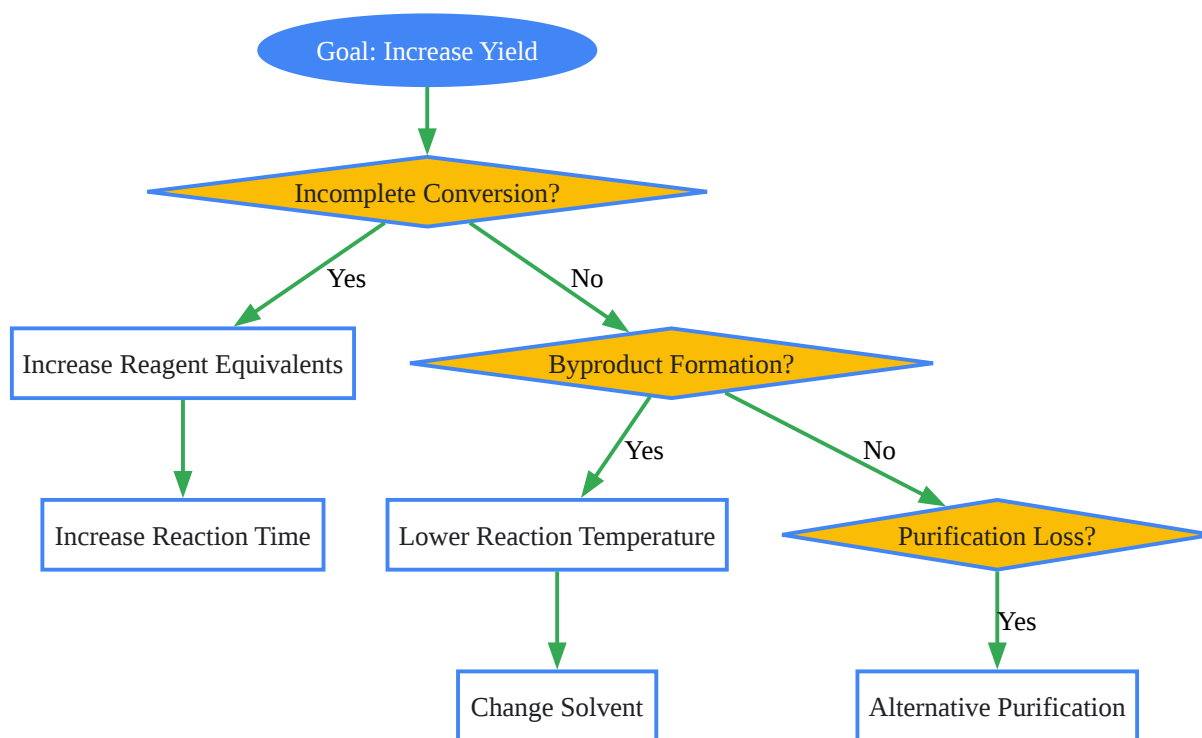 Goal: Increase Yield
Incomplete Conversion?
Yes
No
Increase Reagent Equivalents
Byproduct Formation?
Yes
No
Increase Reaction Time
Lower Reaction Temperature
Purification Loss?
Yes
Change Solvent
Alternative Purification